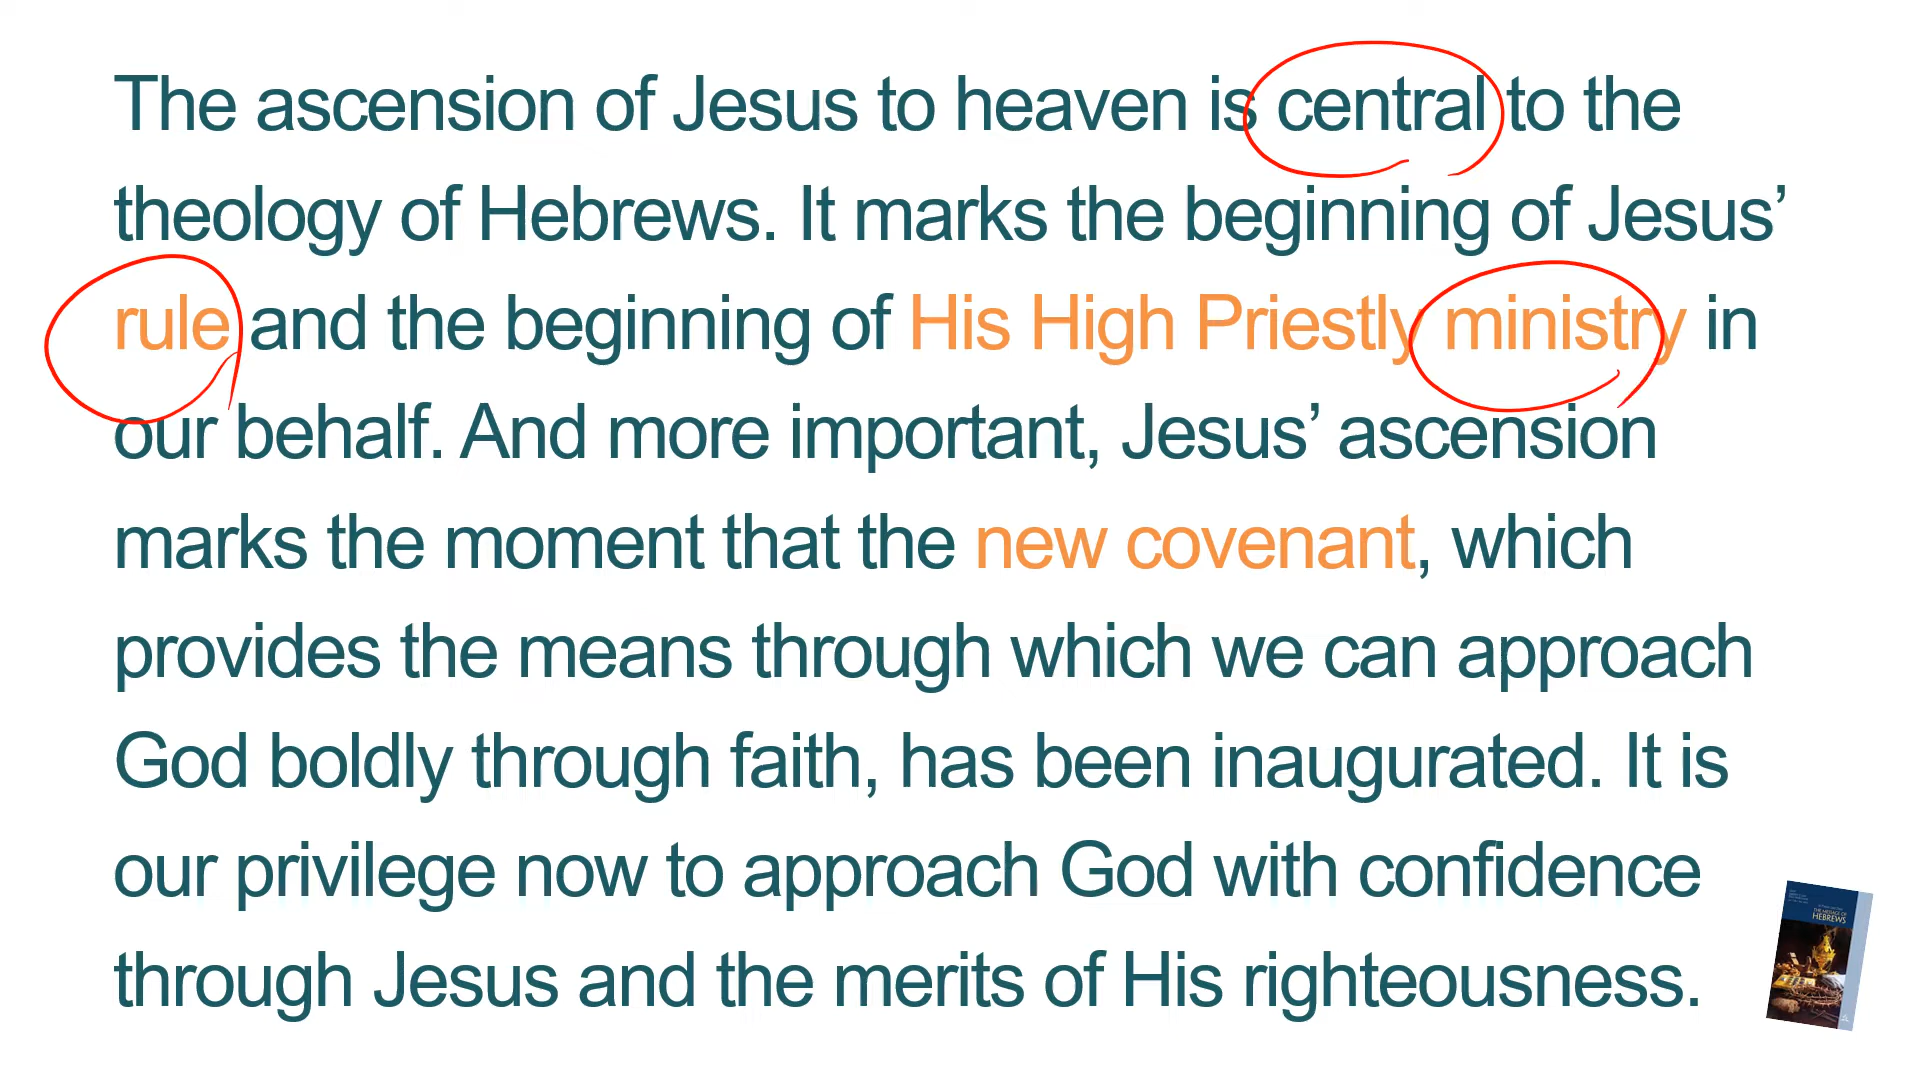 The ascension of Jesus to heaven is central to the
theology of Hebrews. It marks the beginning of Jesus’
rule and the beginning of His High Priestly ministry in
our behalf. And more important, Jesus’ ascension
marks the moment that the new covenant, which
provides the means through which we can approach
God boldly through faith, has been inaugurated. It is
our privilege now to approach God with confidence
through Jesus and the merits of His righteousness.
THE MESSAGE OF
HEBREWS